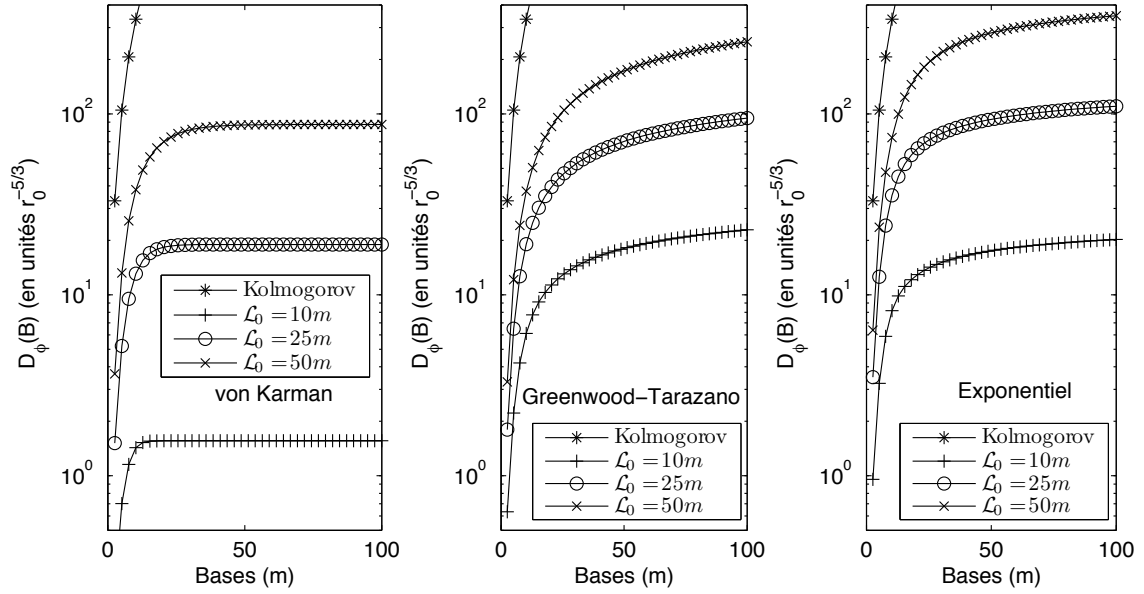 10^2
10^1
10^0
D_ϕ(B) (en unités r_0^{-5/3})
0
50
100
Bases (m)
Kolmogorov
ℒ_0 = 10m
ℒ_0 = 25m
ℒ_0 = 50m
von Karman
10^2
10^1
10^0
D_ϕ(B) (en unités r_0^{-5/3})
0
50
100
Bases (m)
Greenwood−Tarazano
Kolmogorov
ℒ_0 = 10m
ℒ_0 = 25m
ℒ_0 = 50m
10^2
10^1
10^0
D_ϕ(B) (en unités r_0^{-5/3})
0
50
100
Bases (m)
Exponentiel
Kolmogorov
ℒ_0 = 10m
ℒ_0 = 25m
ℒ_0 = 50m